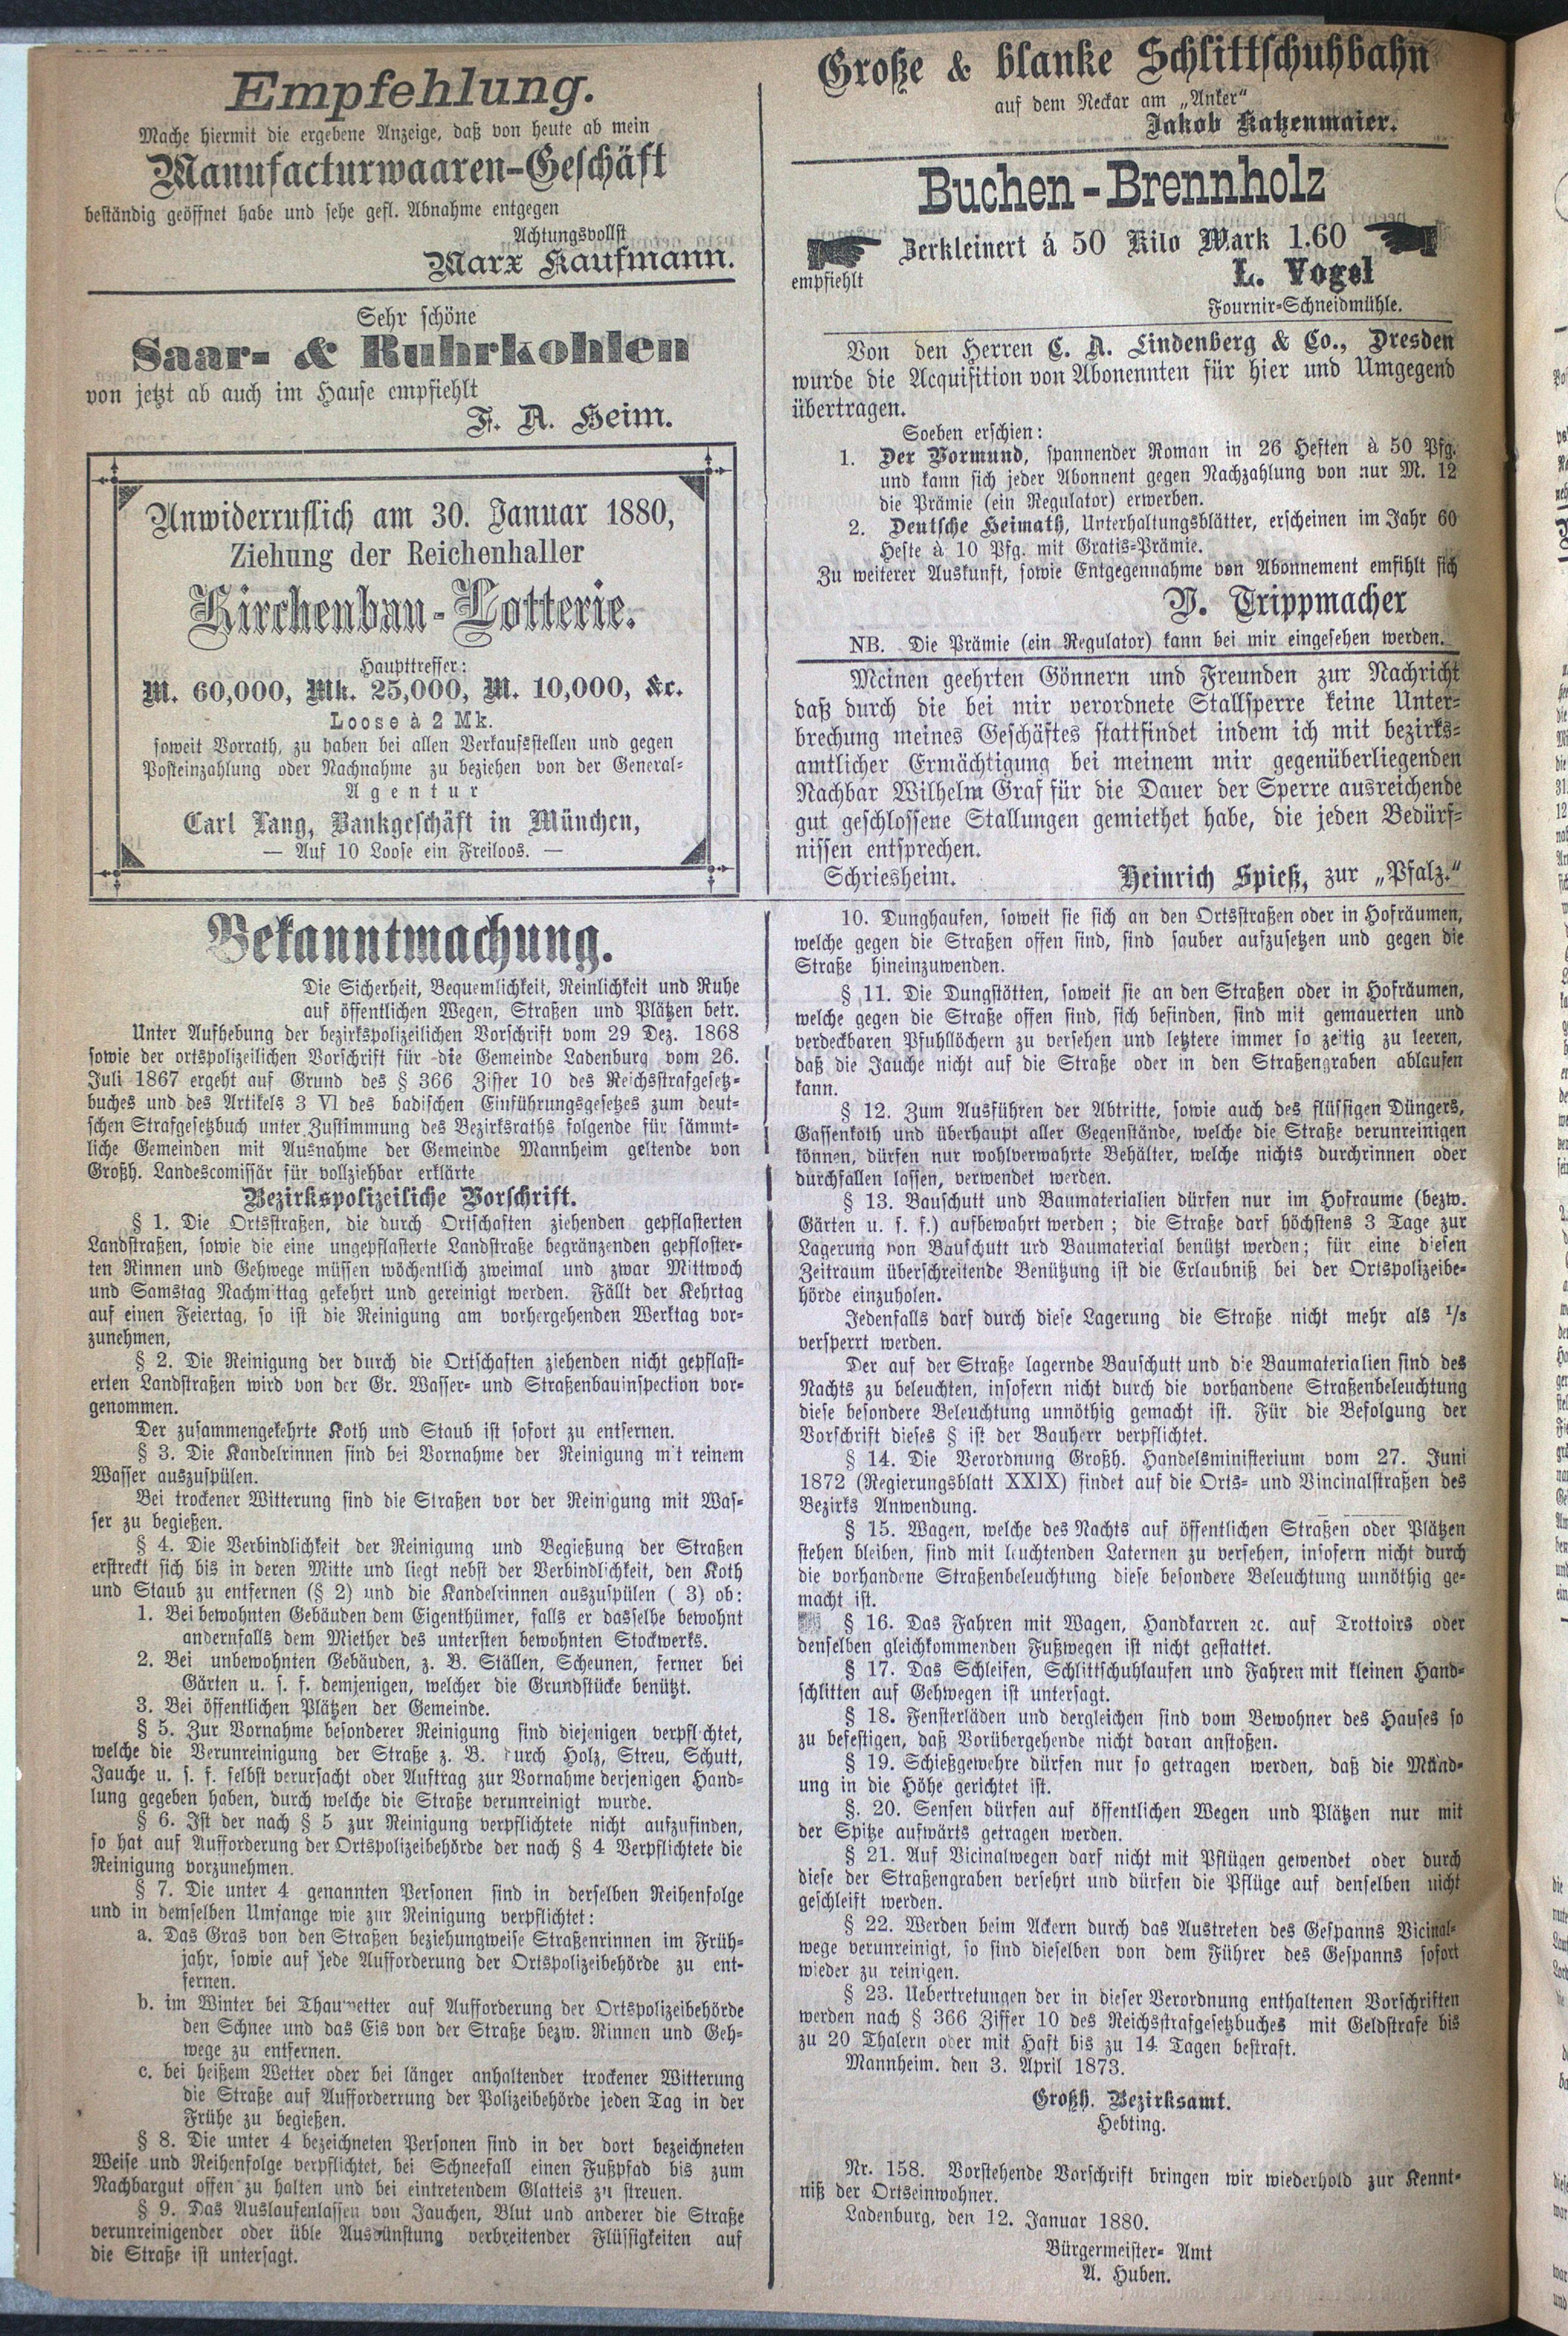 Empfehlung.
Mache hiermit die ergebene Anzeige, daß von heute ab mein
Manufacturwaaren-Geschäft
beständig geöffnet habe und sehe gefl. Abnahme entgegen
Achtungsvollst
Marx Kaufmann.
Sehr schöne
Saar- & Ruhrkohlen
von jetzt ab auch im Hause empfiehlt
F. A. Heim.
Unwiderruflich am 30. Januar 1880,
Ziehung der Reichenhaller
Kirchenbau-Lotterie.
Haupttreffer:
M. 60,000, Mk. 25,000, M. 10,000, &c.
Loose à 2 Mk.
soweit Vorrath, zu haben bei allen Verkaufsstellen und gegen
Posteinzahlung oder Nachnahme zu beziehen von der General-
Agentur
Carl Lang, Bankgeschäft in München,
— Auf 10 Loose ein Freiloos. —
Große & blanke Schlittschuhbahn
auf dem Neckar am „Anker“
Jakob Katzenmaier.
Buchen-Brennholz
Zerkleinert á 50 Kilo Mark 1.60
empfiehlt
L. Vogel
Fournir-Schneidmühle.
Von den Herren C. A. Lindenberg & Co., Dresden
wurde die Acquisition von Abonennten für hier und Umgegend
übertragen.
Soeben erschien:
1. Der Vormund, spannender Roman in 26 Heften à 50 Pfg.
und kann sich jeder Abonnent gegen Nachzahlung von nur M. 12
die Prämie (ein Regulator) erwerben.
2. Deutsche Heimath, Unterhaltungsblätter, erscheinen im Jahr 60
Hefte à 10 Pfg. mit Gratis-Prämie.
Zu weiterer Auskunft, sowie Entgegennahme von Abonnement emfihlt sich
V. Trippmacher
NB. Die Prämie (ein Regulator) kann bei mir eingesehen werden.
Meinen geehrten Gönnern und Freunden zur Nachricht
daß durch die bei mir verordnete Stallsperre keine Unter-
brechung meines Geschäftes stattfindet indem ich mit bezirks-
amtlicher Ermächtigung bei meinem mir gegenüberliegenden
Nachbar Wilhelm Graf für die Dauer der Sperre ausreichende
gut geschlossene Stallungen gemiethet habe, die jeden Bedürf-
nissen entsprechen.
Schriesheim. Heinrich Spieß, zur „Pfalz.“
Bekanntmachung.
Die Sicherheit, Bequemlichkeit, Reinlichkeit und Ruhe
auf öffentlichen Wegen, Straßen und Plätzen betr.
Unter Aufhebung der bezirkspolizeilichen Vorschrift vom 29 Dez. 1868
sowie der ortspolizeilichen Vorschrift für die Gemeinde Ladenburg vom 26.
Juli 1867 ergeht auf Grund des § 366 Ziffer 10 des Reichsstrafgesetz-
buches und des Artikels 3 VI des badischen Einführungsgesetzes zum deut-
schen Strafgesetzbuch unter Zustimmung des Bezirksraths folgende für sämmt-
liche Gemeinden mit Ausnahme der Gemeinde Mannheim geltende von
Großh. Landescomissär für vollziehbar erklärte
Bezirkspolizeiliche Vorschrift.
§ 1. Die Ortsstraßen, die durch Ortschaften ziehenden gepflasterten
Landstraßen, sowie die eine ungepflasterte Landstraße begränzenden gepfloster-
ten Rinnen und Gehwege müssen wöchentlich zweimal und zwar Mittwoch
und Samstag Nachmittag gekehrt und gereinigt werden. Fällt der Kehrtag
auf einen Feiertag, so ist die Reinigung am vorhergehenden Werktag vor-
zunehmen,
§ 2. Die Reinigung der durch die Ortschaften ziehenden nicht gepflast-
erten Landstraßen wird von der Gr. Wasser- und Straßenbauinspection vor-
genommen.
Der zusammengekehrte Koth und Staub ist sofort zu entfernen.
§ 3. Die Kandelrinnen sind bei Vornahme der Reinigung mit reinem
Wasser auszuspülen.
Bei trockener Witterung sind die Straßen vor der Reinigung mit Was-
ser zu begießen.
§ 4. Die Verbindlichkeit der Reinigung und Begießung der Straßen
erstreckt sich bis in deren Mitte und liegt nebst der Verbindlichkeit, den Koth
und Staub zu entfernen (§ 2) und die Kandelrinnen auszuspülen ( 3) ob:
1. Bei bewohnten Gebäuden dem Eigenthümer, falls er dasselbe bewohnt
andernfalls dem Miether des untersten bewohnten Stockwerks.
2. Bei unbewohnten Gebäuden, z. B. Ställen, Scheunen, ferner bei
Gärten u. s. f. demjenigen, welcher die Grundstücke benützt.
3. Bei öffentlichen Plätzen der Gemeinde.
§ 5. Zur Vornahme besonderer Reinigung sind diejenigen verpflichtet,
welche die Verunreinigung der Straße z. B. durch Holz, Streu, Schutt,
Jauche u. s. f. selbst verursacht oder Auftrag zur Vornahme derjenigen Hand-
lung gegeben haben, durch welche die Straße verunreinigt wurde.
§ 6. Ist der nach § 5 zur Reinigung verpflichtete nicht aufzufinden,
so hat auf Aufforderung der Ortspolizeibehörde der nach § 4 Verpflichtete die
Reinigung vorzunehmen.
§ 7. Die unter 4 genannten Personen sind in derselben Reihenfolge
und in demselben Umfange wie zur Reinigung verpflichtet:
a. Das Gras von den Straßen beziehungweise Straßenrinnen im Früh-
jahr, sowie auf jede Aufforderung der Ortspolizeibehörde zu ent-
fernen.
b. im Winter bei Thauwetter auf Aufforderung der Ortspolizeibehörde
den Schnee und das Eis von der Straße bezw. Rinnen und Geh-
wege zu entfernen.
c. bei heißem Wetter oder bei länger anhaltender trockener Witterung
die Straße auf Aufforderrung der Polizeibehörde jeden Tag in der
Frühe zu begießen.
§ 8. Die unter 4 bezeichneten Personen sind in der dort bezeichneten
Weise und Reihenfolge verpflichtet, bei Schneefall einen Fußpfad bis zum
Nachbargut offen zu halten und bei eintretendem Glatteis zu streuen.
§ 9. Das Auslaufenlassen von Jauchen, Blut und anderer die Straße
verunreinigender oder üble Ausdünstung verbreitender Flüssigkeiten auf
die Straße ist untersagt.
10. Dunghaufen, soweit sie sich an den Ortsstraßen oder in Hofräumen,
welche gegen die Straßen offen sind, sind sauber aufzusetzen und gegen die
Straße hineinzuwenden.
§ 11. Die Dungstötten, soweit sie an den Straßen oder in Hofräumen,
welche gegen die Straße offen sind, sich befinden, sind mit gemauerten und
verdeckbaren Pfuhllöchern zu versehen und letztere immer so zeitig zu leeren,
daß die Jauche nicht auf die Straße oder in den Straßengraben ablaufen
kann.
§ 12. Zum Ausführen der Abtritte, sowie auch des flüssigen Düngers,
Gassenkoth und überhaupt aller Gegenstände, welche die Straße verunreinigen
können, dürfen nur wohlverwahrte Behälter, welche nichts durchrinnen oder
durchfallen lassen, verwendet werden.
§ 13. Bauschutt und Baumaterialien dürfen nur im Hofraume (bezw.
Gärten u. s. f.) aufbewahrt werden; die Straße darf höchstens 3 Tage zur
Lagerung von Bauschutt und Baumaterial benützt werden; für eine diesen
Zeitraum überschreitende Benützung ist die Erlaubniß bei der Ortspolizeibe-
hörde einzuholen.
Jedenfalls darf durch diese Lagerung die Straße nicht mehr als 1/3
versperrt werden.
Der auf der Straße lagernde Bauschutt und die Baumaterialien sind des
Nachts zu beleuchten, insofern nicht durch die vorhandene Straßenbeleuchtung
diese besondere Beleuchtung unnöthig gemacht ist. Für die Befolgung der
Vorschrift dieses § ist der Bauherr verpflichtet.
§ 14. Die Verordnung Großh. Handelsministerium vom 27. Juni
1872 (Regierungsblatt XXIX) findet auf die Orts- und Vincinalstraßen des
Bezirks Anwendung.
§ 15. Wagen, welche des Nachts auf öffentlichen Straßen oder Plätzen
stehen bleiben, sind mit leuchtenden Laternen zu versehen, insofern nicht durch
die vorhandene Straßenbeleuchtung diese besondere Beleuchtung unnöthig ge-
macht ist.
§ 16. Das Fahren mit Wagen, Handkarren ꝛc. auf Trottoirs oder
denselben gleichkommenden Fußwegen ist nicht gestattet.
§ 17. Das Schleifen, Schlittschuhlaufen und Fahren mit kleinen Hand-
schlitten auf Gehwegen ist untersagt.
§ 18. Fensterläden und dergleichen sind vom Bewohner des Hauses so
zu befestigen, daß Vorübergehende nicht daran anstoßen.
§ 19. Schießgewehre dürfen nur so getragen werden, daß die Münd-
ung in die Höhe gerichtet ist.
§. 20. Sensen dürfen auf öffentlichen Wegen und Plätzen nur mit
der Spitze aufwärts getragen werden.
§ 21. Auf Vicinalwegen darf nicht mit Pflügen gewendet oder durch
diese der Straßengraben versehrt und dürfen die Pflüge auf denselben nicht
geschleift werden.
§ 22. Werden beim Ackern durch das Austreten des Gespanns Vicinal-
wege verunreinigt, so sind dieselben von dem Führer des Gespanns sofort
wieder zu reinigen.
§ 23. Uebertretungen der in dieser Verordnung enthaltenen Vorschriften
werden nach § 366 Ziffer 10 des Reichsstrafgesetzbuches mit Geldstrafe bis
zu 20 Thalern oder mit Haft bis zu 14 Tagen bestraft.
Mannheim. den 3. April 1873.
Großh. Bezirksamt.
Hebting.
Nr. 158. Vorstehende Vorschrift bringen wir wiederhold zur Kennt-
niß der Ortseinwohner.
Ladenburg, den 12. Januar 1880.
Bürgermeister- Amt
A. Huben.